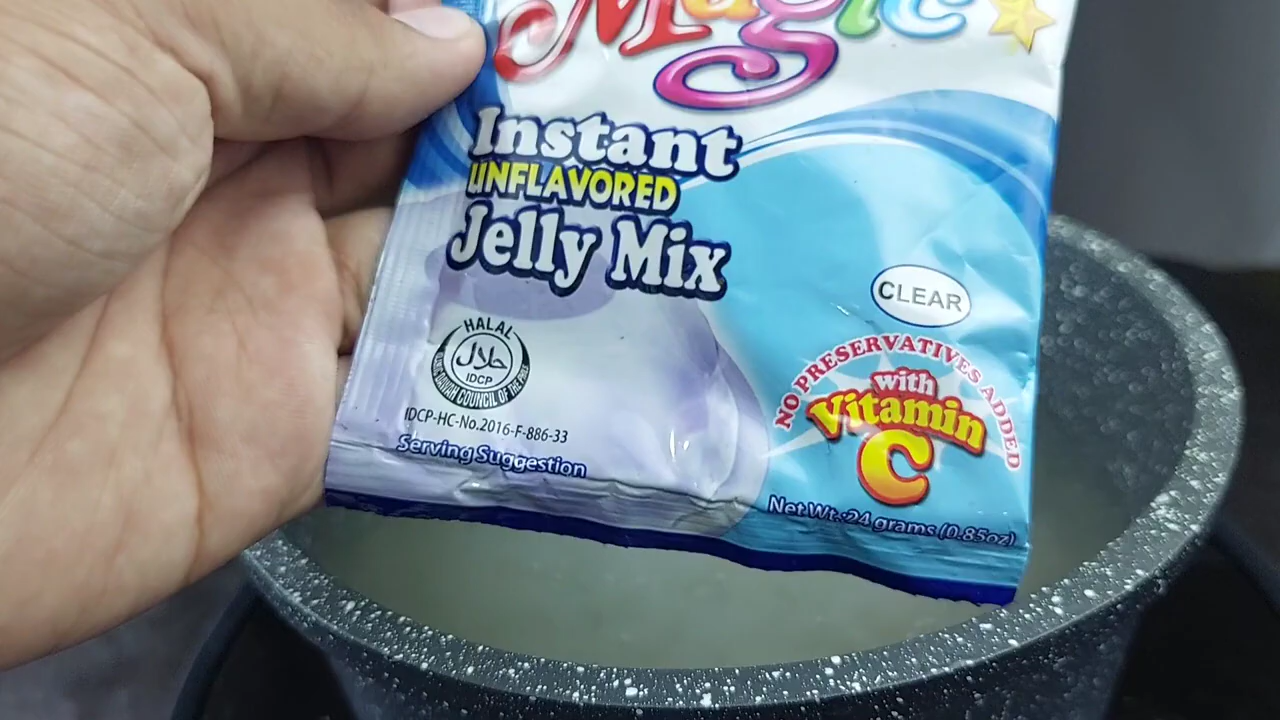 Magic
Instant
UNFLAVORED
Jelly Mix
CLEAR
HALAL
حلال
IDCP
IDCP-HC-No.2016-F-886-33
Serving Suggestion
NO PRESERVATIVES ADDED
with
Vitamin
C
Net Wt.:24 grams (0.85oz)